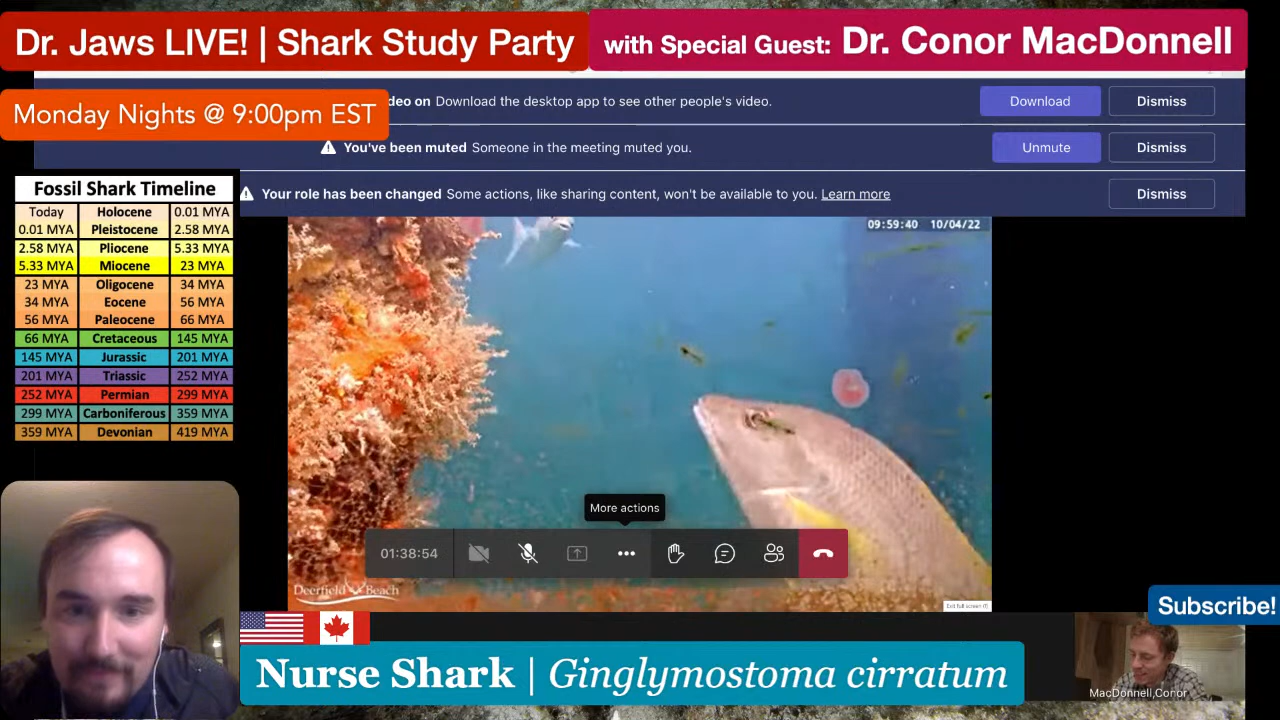 Dr. Jaws LIVE! | Shark Study Party
with Special Guest: Dr. Conor MacDonnell
Monday Nights @ 9:00pm EST
deo on Download the desktop app to see other people's video.
Download
Dismiss
You've been muted Someone in the meeting muted you.
Unmute
Dismiss
Your role has been changed Some actions, like sharing content, won't be available to you. Learn more
Dismiss
Fossil Shark Timeline
Today Holocene 0.01 MYA
0.01 MYA Pleistocene 2.58 MYA
2.58 MYA Pliocene 5.33 MYA
5.33 MYA Miocene 23 MYA
23 MYA Oligocene 34 MYA
34 MYA Eocene 56 MYA
56 MYA Paleocene 66 MYA
66 MYA Cretaceous 145 MYA
145 MYA Jurassic 201 MYA
201 MYA Triassic 252 MYA
252 MYA Permian 299 MYA
299 MYA Carboniferous 359 MYA
359 MYA Devonian 419 MYA
09:59:40 10/04/22
More actions
01:38:54
Deerfield Beach
Exit full screen (f)
Subscribe!
Nurse Shark | Ginglymostoma cirratum
MacDonnell,Conor